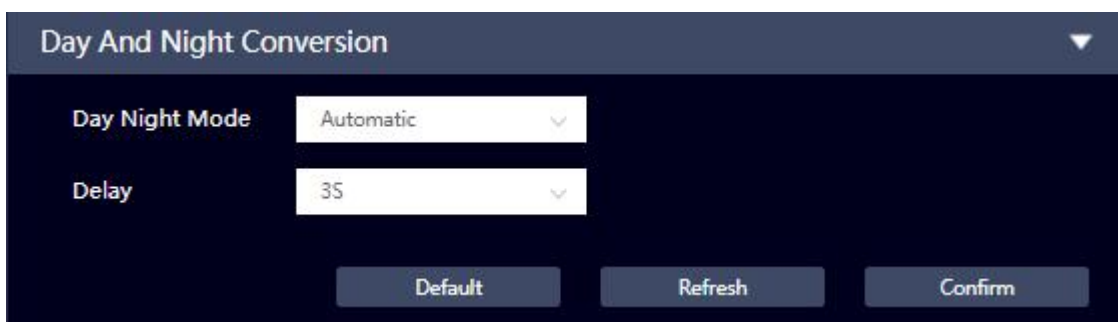 Day And Night Conversion
Day Night Mode Automatic
Delay 3S
Default Refresh Confirm